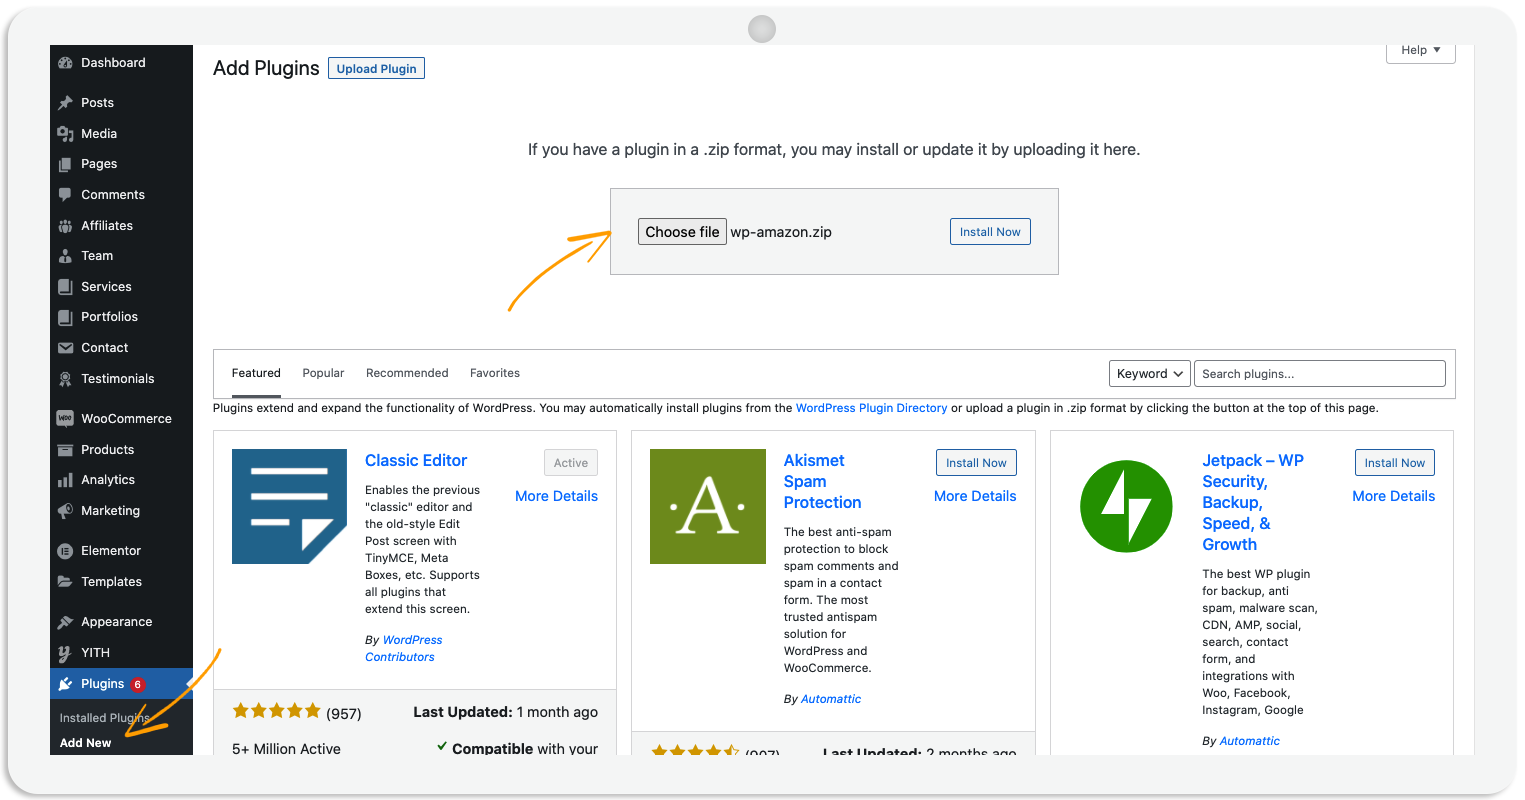 Dashboard
Posts
Media
Pages
Comments
Affiliates
Team
Services
Portfolios
Contact
Testimonials
WooCommerce
Products
Analytics
Marketing
Elementor
Templates
Appearance
YITH
Plugins 6
Installed Plugins
Add New
Add Plugins Upload Plugin
Help
If you have a plugin in a .zip format, you may install or update it by uploading it here.
Choose file wp-amazon.zip Install Now
Featured Popular Recommended Favorites Keyword Search plugins...
Plugins extend and expand the functionality of WordPress. You may automatically install plugins from the WordPress Plugin Directory or upload a plugin in .zip format by clicking the button at the top of this page.
Classic Editor
Active
More Details
Enables the previous
"classic" editor and
the old-style Edit
Post screen with
TinyMCE, Meta
Boxes, etc. Supports
all plugins that
extend this screen.
By WordPress
Contributors
(957) Last Updated: 1 month ago
5+ Million Active Compatible with your
A
Akismet
Spam
Protection
Install Now
More Details
The best anti-spam
protection to block
spam comments and
spam in a contact
form. The most
trusted antispam
solution for
WordPress and
WooCommerce.
By Automattic
(907) Last Updated: 2 months ago
Jetpack – WP
Security,
Backup,
Speed, &
Growth
Install Now
More Details
The best WP plugin
for backup, anti
spam, malware scan,
CDN, AMP, social,
search, contact
form, and
integrations with
Woo, Facebook,
Instagram, Google
By Automattic